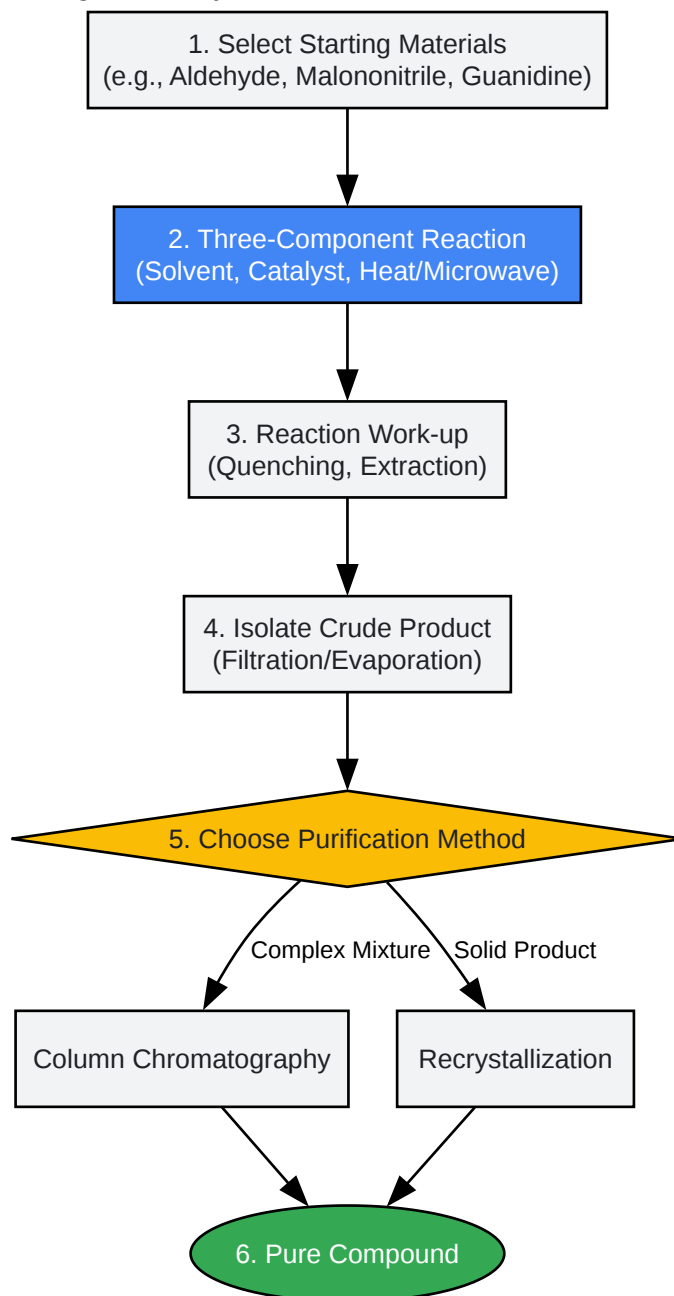 1. Select Starting Materials
(e.g., Aldehyde, Malononitrile, Guanidine)
2. Three-Component Reaction
(Solvent, Catalyst, Heat/Microwave)
3. Reaction Work-up
(Quenching, Extraction)
4. Isolate Crude Product
(Filtration/Evaporation)
5. Choose Purification Method
Complex Mixture
Solid Product
Column Chromatography
Recrystallization
6. Pure Compound